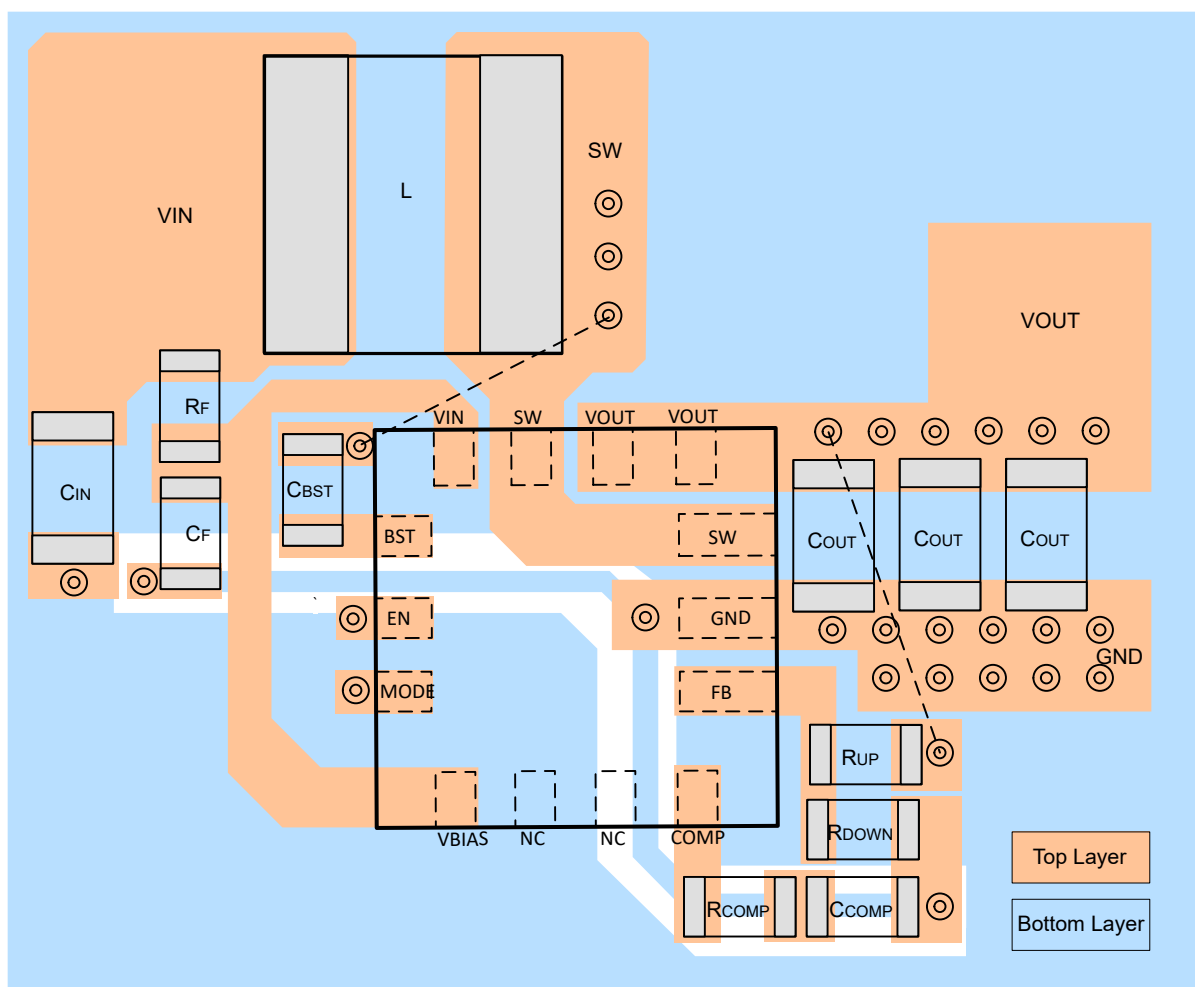 SW
L
VIN
VOUT
RF
VIN
SW
VOUT
VOUT
CIN
CBST
CF
BST
SW
COUT
COUT
COUT
EN
GND
GND
MODE
FB
RUP
VBIAS
NC
NC
COMP
RDOWN
Top Layer
RCOMP
CCOMP
Bottom Layer